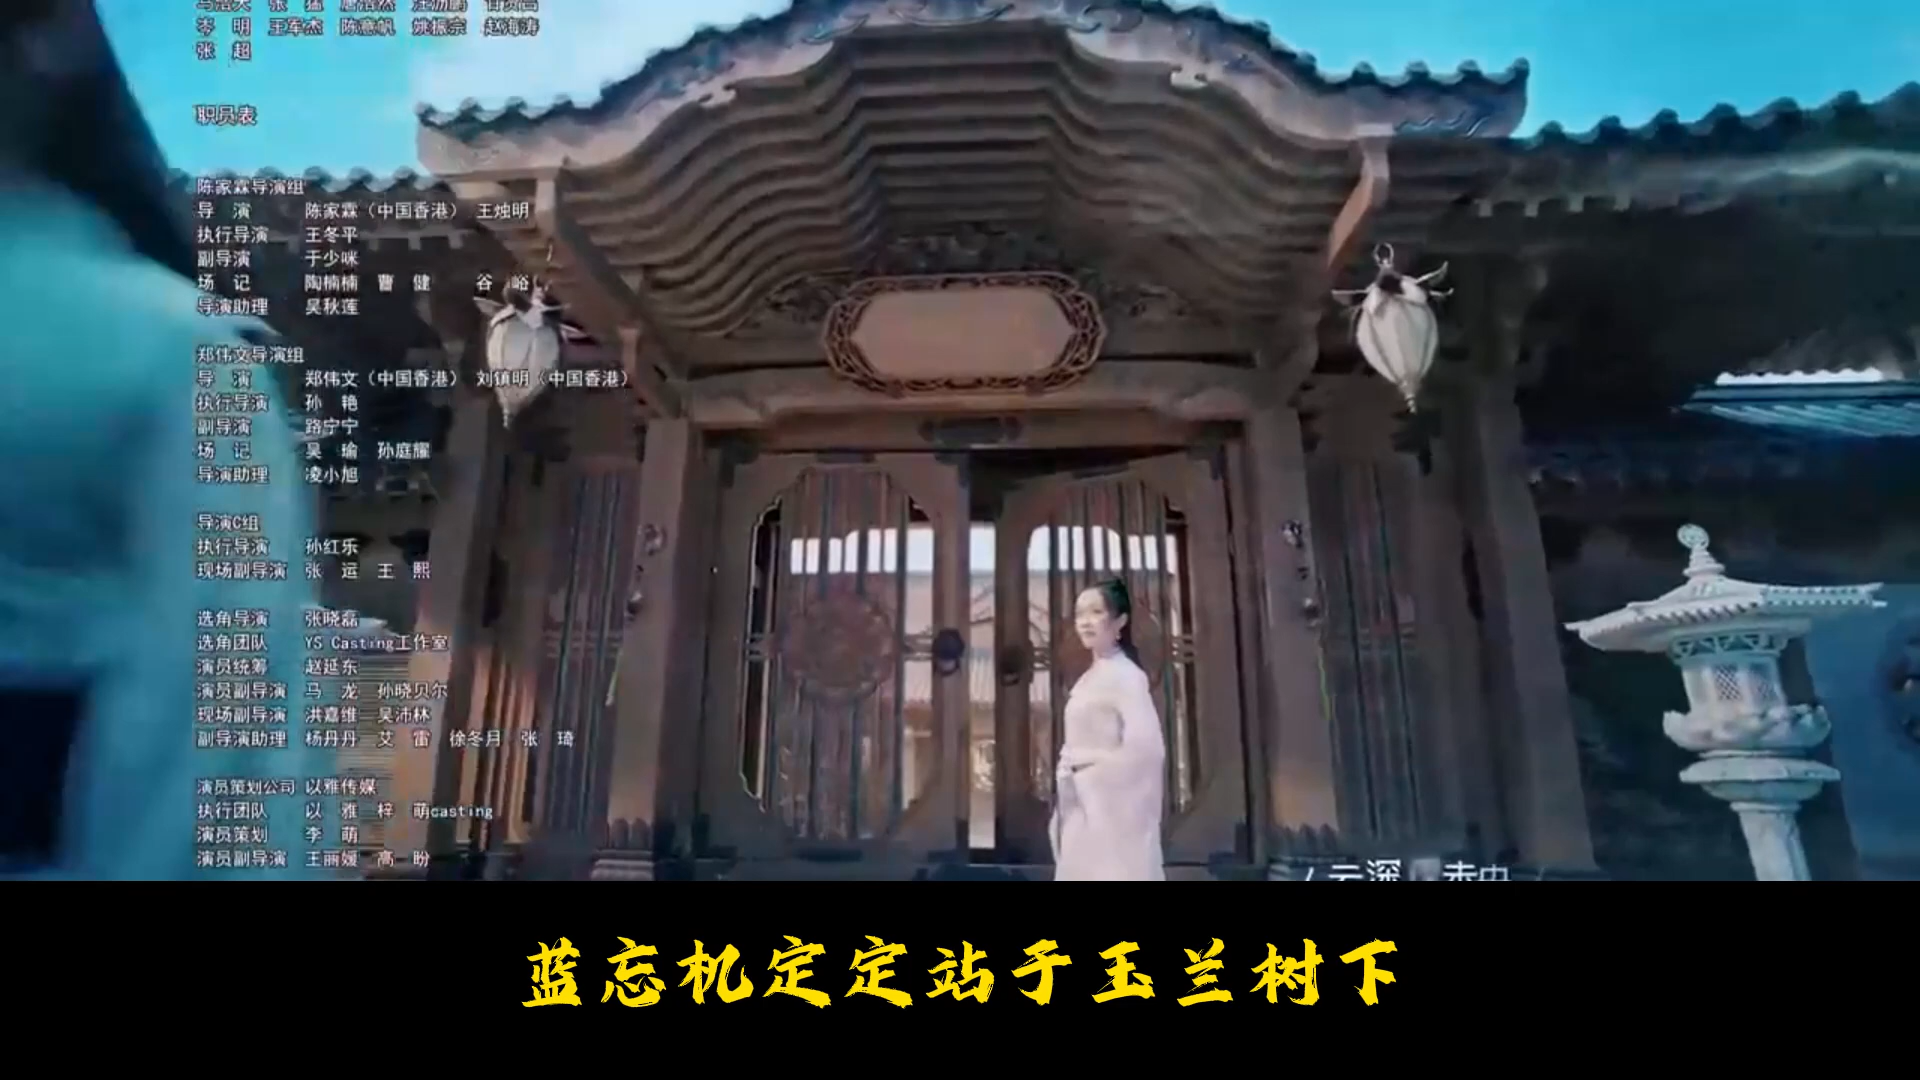 岑 明 王军杰 陈意帆 姚振宗 赵海涛
张 超
职员表
陈家霖导演组
导 演 陈家霖（中国香港） 王烛明
执行导演 王冬平
副导演 于少咪
场 记 陶楠楠 曹 健 谷 峪
导演助理 吴秋莲
郑伟文导演组
导 演 郑伟文（中国香港） 刘镇明（中国香港）
执行导演 孙 艳
副导演 路宁宁
场 记 吴 瑜 孙庭耀
导演助理 凌小旭
导演C组
执行导演 孙红乐
现场副导演 张 运 王 熙
选角导演 张晓磊
选角团队 YS Casting工作室
演员统筹 赵延东
演员副导演 马 龙 孙晓贝尔
现场副导演 洪嘉维 吴沛林
副导演助理 杨丹丹 艾 雷 徐冬月 张 琦
演员策划公司 以雅传媒
执行团队 以 雅 梓 萌casting
演员策划 李 萌
演员副导演 王丽媛 高 盼
云深
蓝忘机定定站于玉兰树下